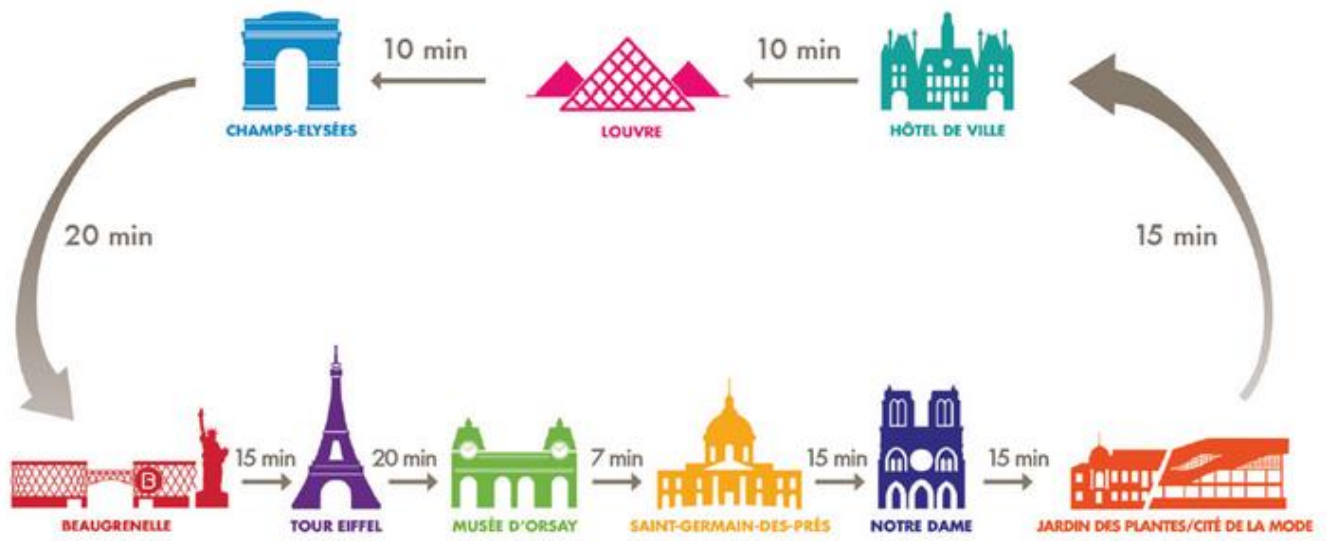 10 min
10 min
CHAMPS-ELYSÉES
LOUVRE
HÔTEL DE VILLE
20 min
15 min
15 min
20 min
7 min
15 min
15 min
B
BEAUGRENELLE
TOUR EIFFEL
MUSÉE D'ORSAY
SAINT-GERMAIN-DES-PRÉS
NOTRE DAME
JARDIN DES PLANTES/CITÉ DE LA MODE